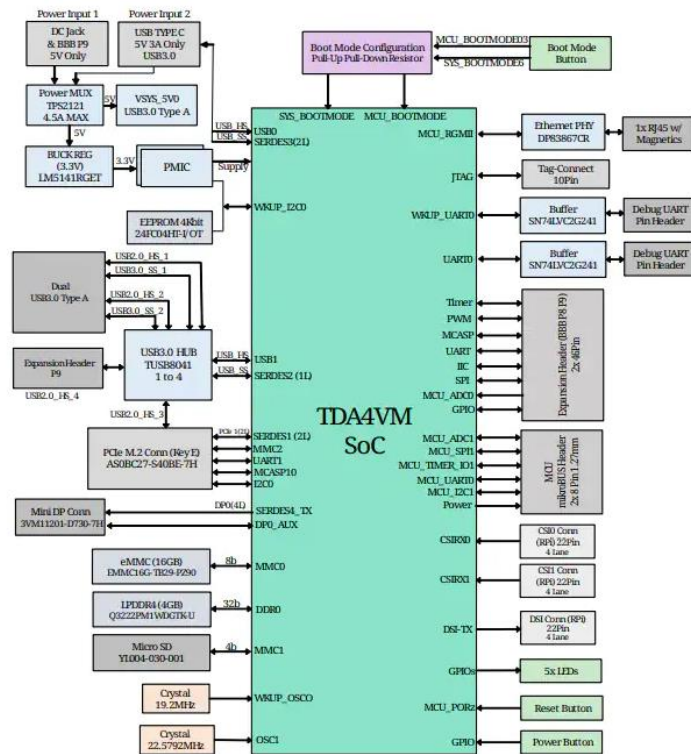 Power Input 1
Power Input 2
DC Jack
& BBB P9
5V Only
USB TYPE C
5V 3A Only
USB3.0
Boot Mode Configration
Pull-Up Pull-Down
Resistor
MCU_BOOTMODE03
SYS_BOOTMODE6
Boot Mode
Button
Power MUX
TPS2121
4.5A MAX
5V
VSYS_5V0
USB3.0 Type A
5V
BUCK REG
(3.3V)
LM5141RGET
3.3V
PMIC
Supply
EEPROM 4Kbit
24FC04HT-I/OT
USB_HS
USB_SS
SYS_BOOTMODE
MCU_BOOTMODE
USB0
SERDES3(2L)
WKUP_I2C0
MCU_RGMII
Ethernet PHY
DP83867CR
1x RJ45 w/
Magnetics
JTAG
Tag-Connect
10Pin
WKUP_UART0
Buffer
SN74LVC2G241
Debug UART
Pin Header
UART0
Buffer
SN74LVC2G241
Debug UART
Pin Header
Dual
USB3.0 Type A
USB2.0_HS_1
USB3.0_SS_1
USB2.0_HS_2
USB3.0_SS_2
Expansion Header
P9
USB2.0_HS_4
USB3.0 HUB
TUSB8041
1 to 4
USB_HS
USB_SS
USB1
SERDES2 (1L)
USB2.0_HS_3
Timer
PWM
MCASP
UART
IIC
SPI
MCU_ADC0
GPIO
Expansion Header (BBB P8 P9)
2x 46Pin
TDA4VM
SoC
PCIe M.2 Conn (Key E)
AS0BC27-S40BE-7H
PCIe 1(2L)
SERDES1 (2L)
MMC2
UART1
MCASP10
I2C0
MCU_ADC1
MCU_SPI1
MCU_TIMER_IO1
MCU_UART0
MCU_I2C1
Power
MCU
mikroBUS Header
2x 8 Pin 1.27mm
Mini DP Conn
3VM11201-D730-7H
DP0(4L)
SERDES4_TX
DP0_AUX
CSIRX0
CSI0 Conn
(RPi) 22Pin
4 Lane
eMMC (16GB)
EMMC16G-TB29-PZ90
8b
MMC0
CSIRX1
CSI1 Conn
(RPi) 22Pin
4 Lane
LPDDR4 (4GB)
Q3222PM1WDGTK-U
32b
DDR0
DSI-TX
DSI Conn (RPi)
22Pin
4 Lane
Micro SD
YL004-030-001
4b
MMC1
GPIOs
5x LEDs
Crystal
19.2MHz
WKUP_OSCO
MCU_PORz
Reset Button
Crystal
22.5792MHz
OSC1
GPIO
Power Button